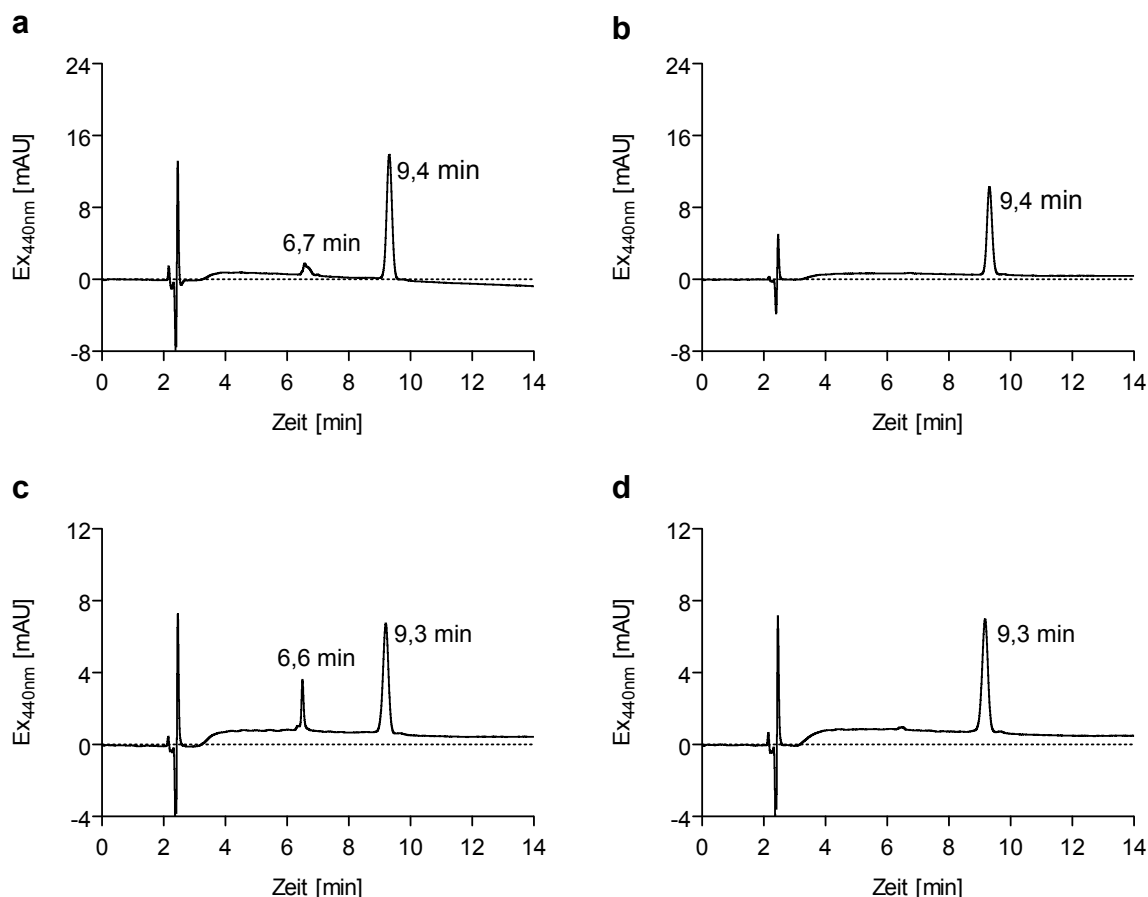 a
24
16
8
0
-8
Ex440nm [mAU]
6,7 min
9,4 min
0 2 4 6 8 10 12 14
Zeit [min]
b
24
16
8
0
-8
Ex440nm [mAU]
9,4 min
0 2 4 6 8 10 12 14
Zeit [min]
c
12
8
4
0
-4
Ex440nm [mAU]
6,6 min
9,3 min
0 2 4 6 8 10 12 14
Zeit [min]
d
12
8
4
0
-4
Ex440nm [mAU]
9,3 min
0 2 4 6 8 10 12 14
Zeit [min]